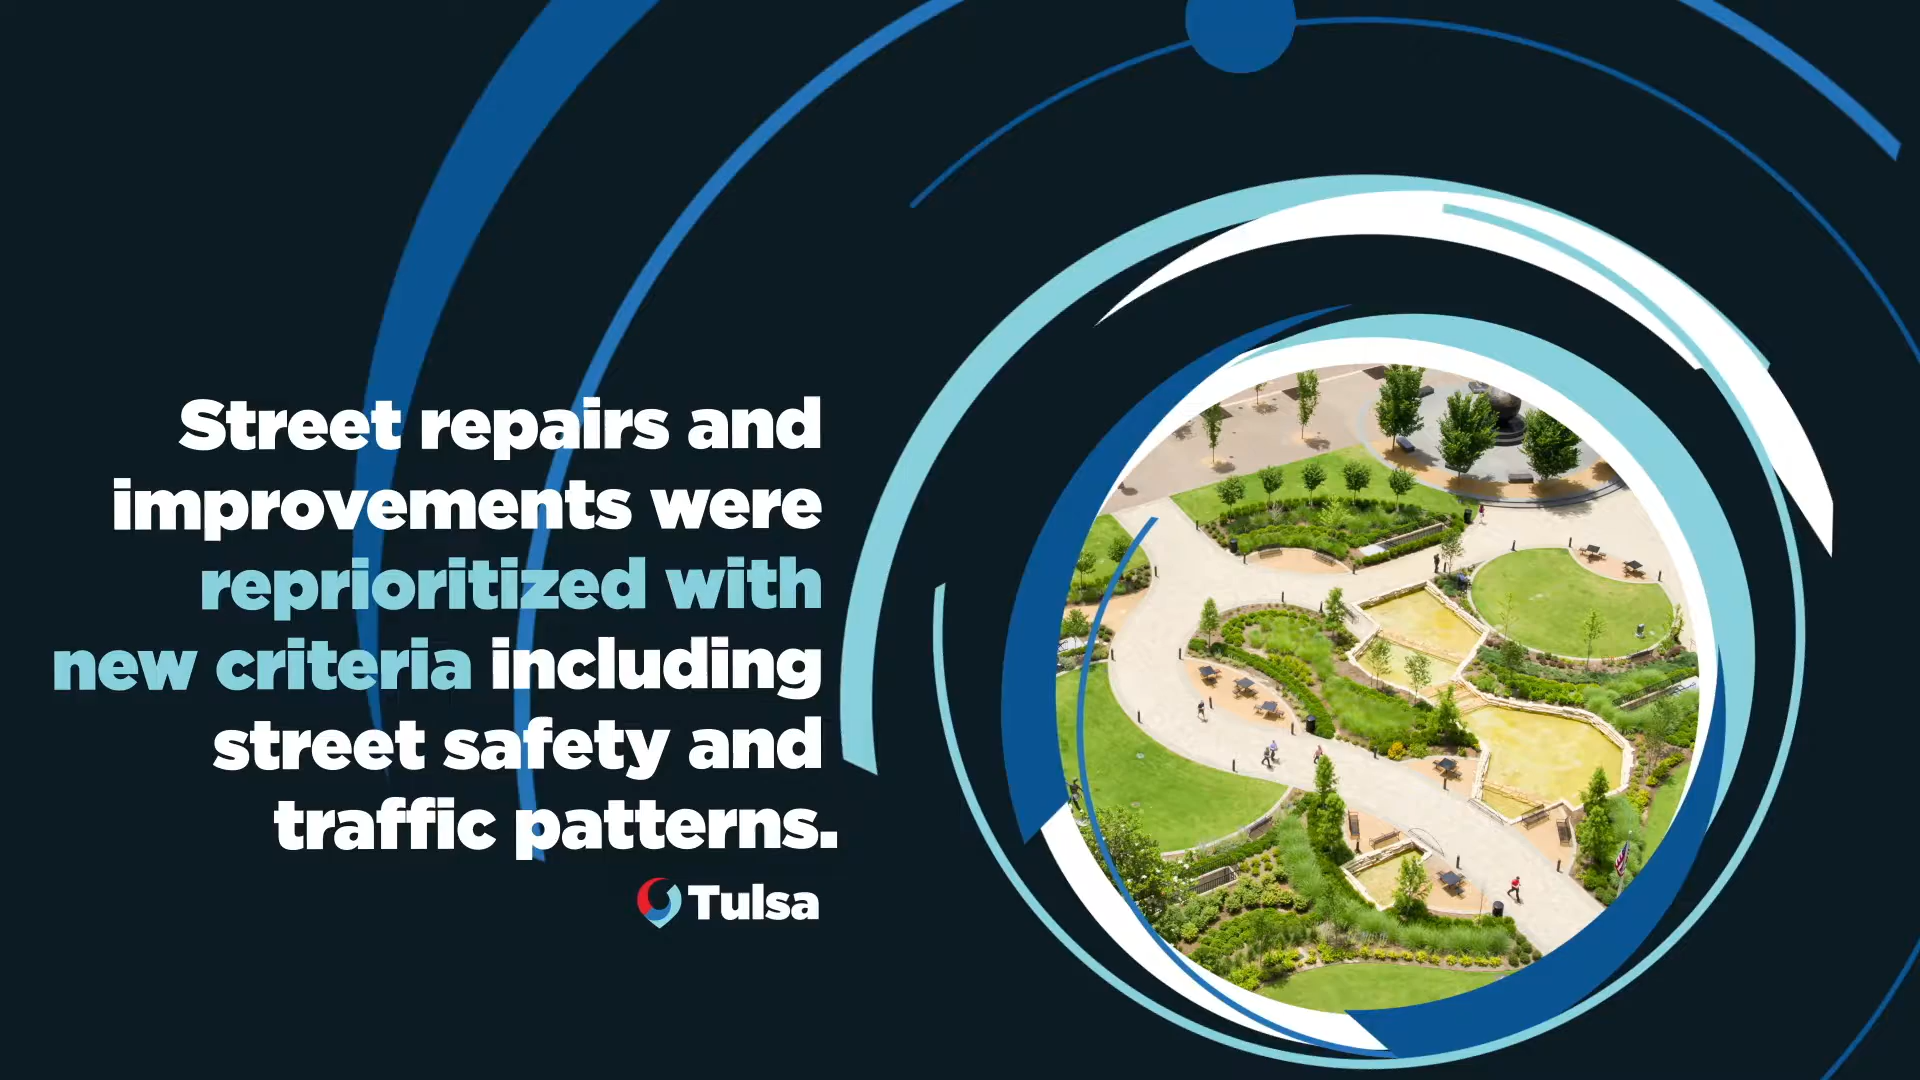 Street repairs and
improvements were
reprioritized with
new criteria including
street safety and
traffic patterns.
Tulsa